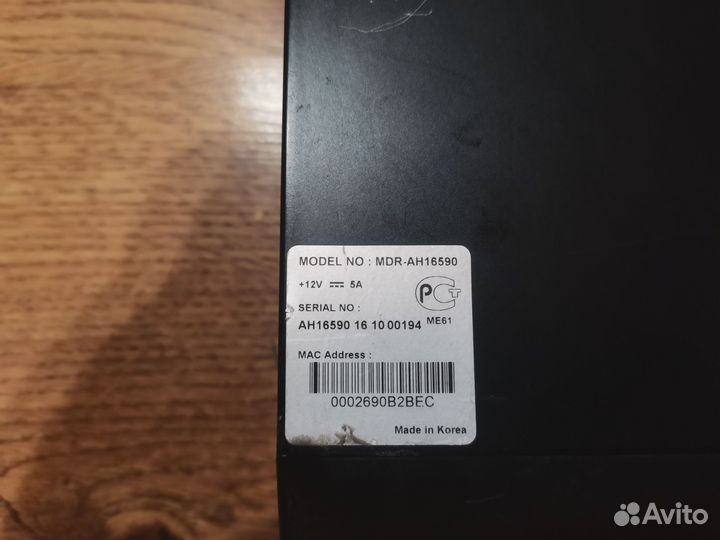 MODEL NO : MDR-AH16590
+12V ⎓ 5A
SERIAL NO :
AH16590 16 10 00194
PCT
ME61
MAC Address :
0002690B2BEC
Made in Korea
Avito